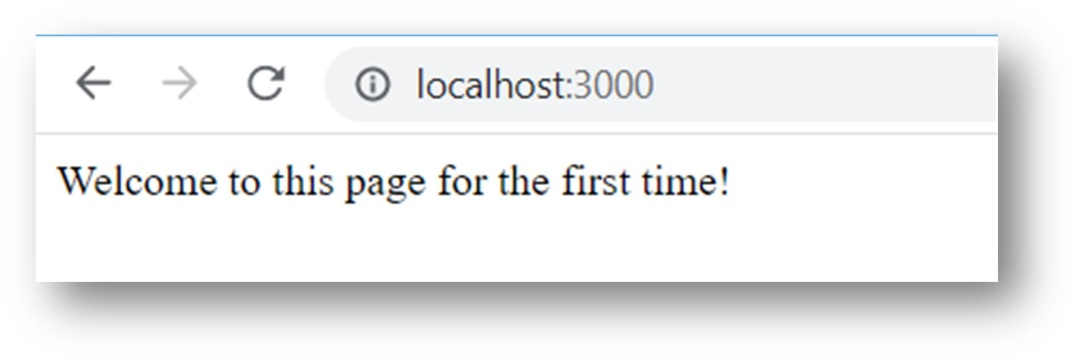 localhost:3000
Welcome to this page for the first time!